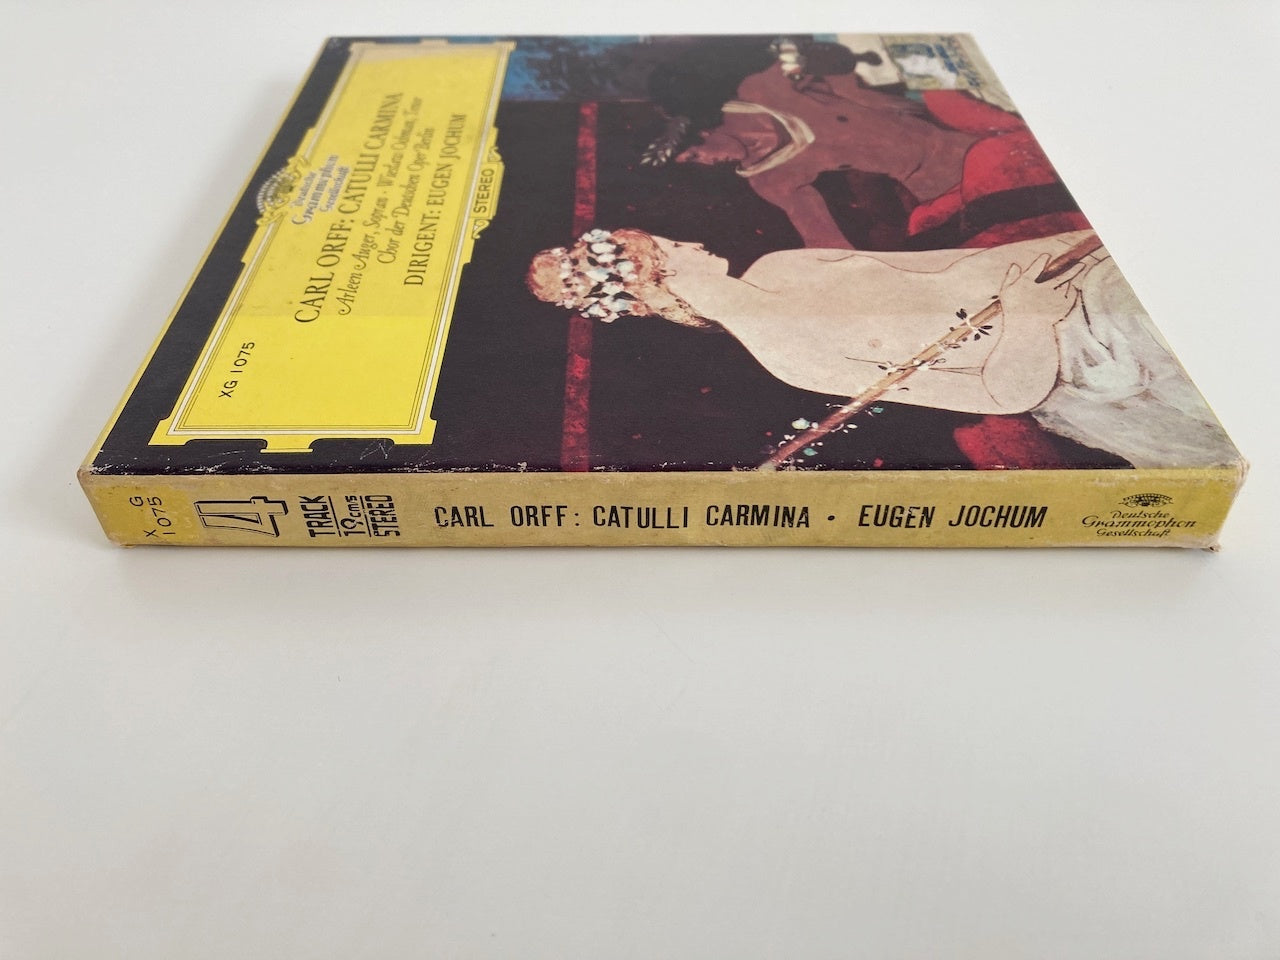 Deutsche
Grammophon
Gesellschaft
CARL ORFF: CATULLI CARMINA
Arleen Auger, Sopran · Wieslaw Ochman, Tenor
Chor der Deutschen Oper Berlin
DIRIGENT: EUGEN JOCHUM
STEREO
XG 1075
X G
1075
4
TRACK
19 cm/s
STEREO
CARL ORFF: CATULLI CARMINA · EUGEN JOCHUM
Deutsche
Grammophon
Gesellschaft